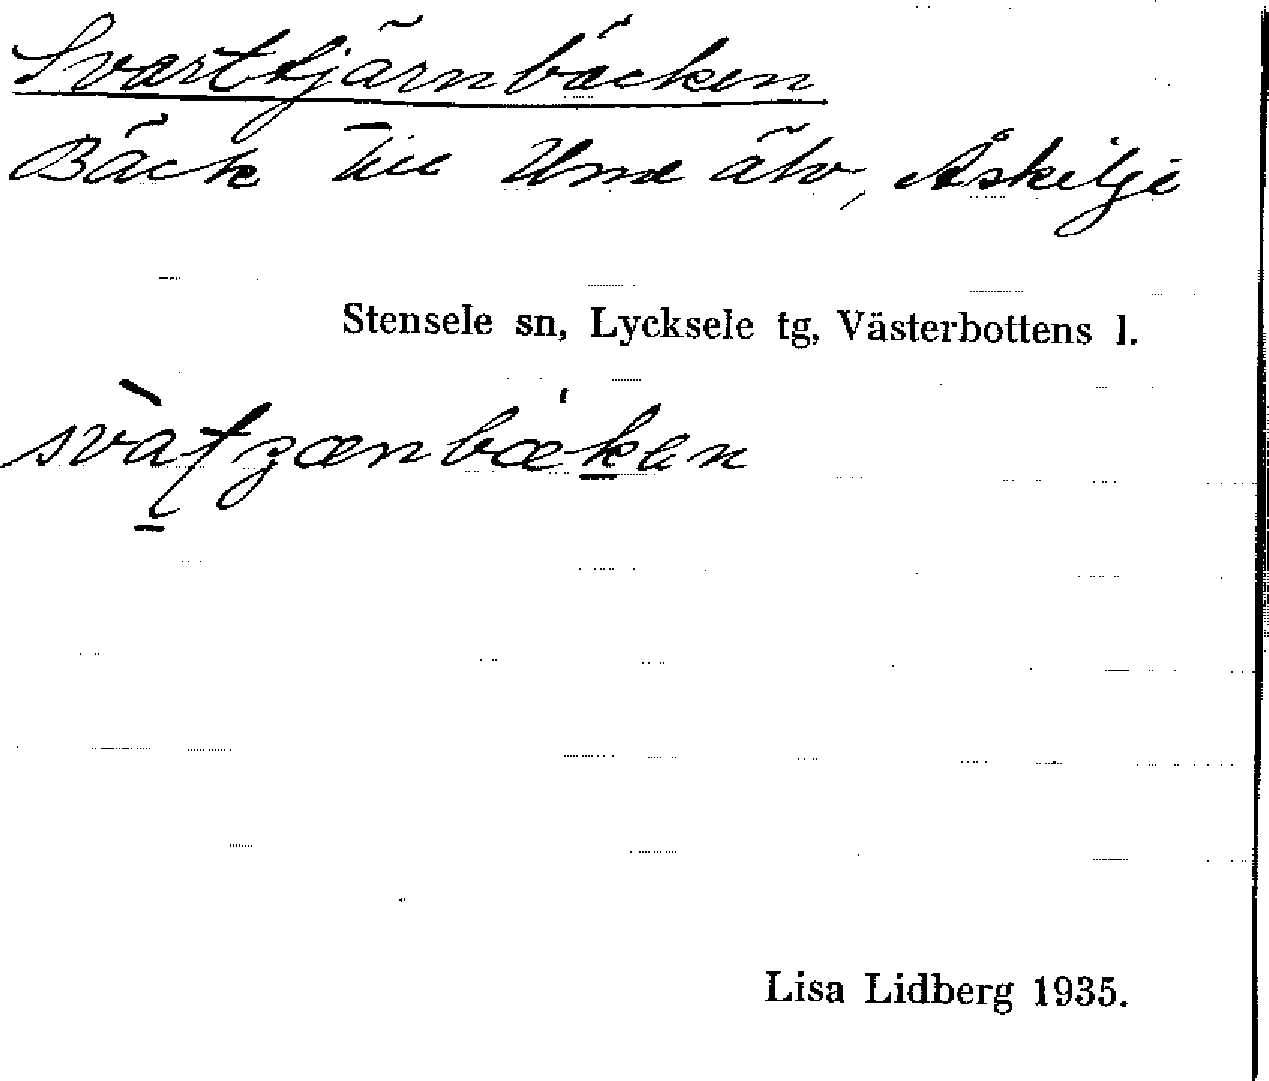 Svarttjärnbäcken
Bäck till Ume älv, Åskilje
Stensele sn, Lycksele tg, Västerbottens l.
Lisa Lidberg 1935.